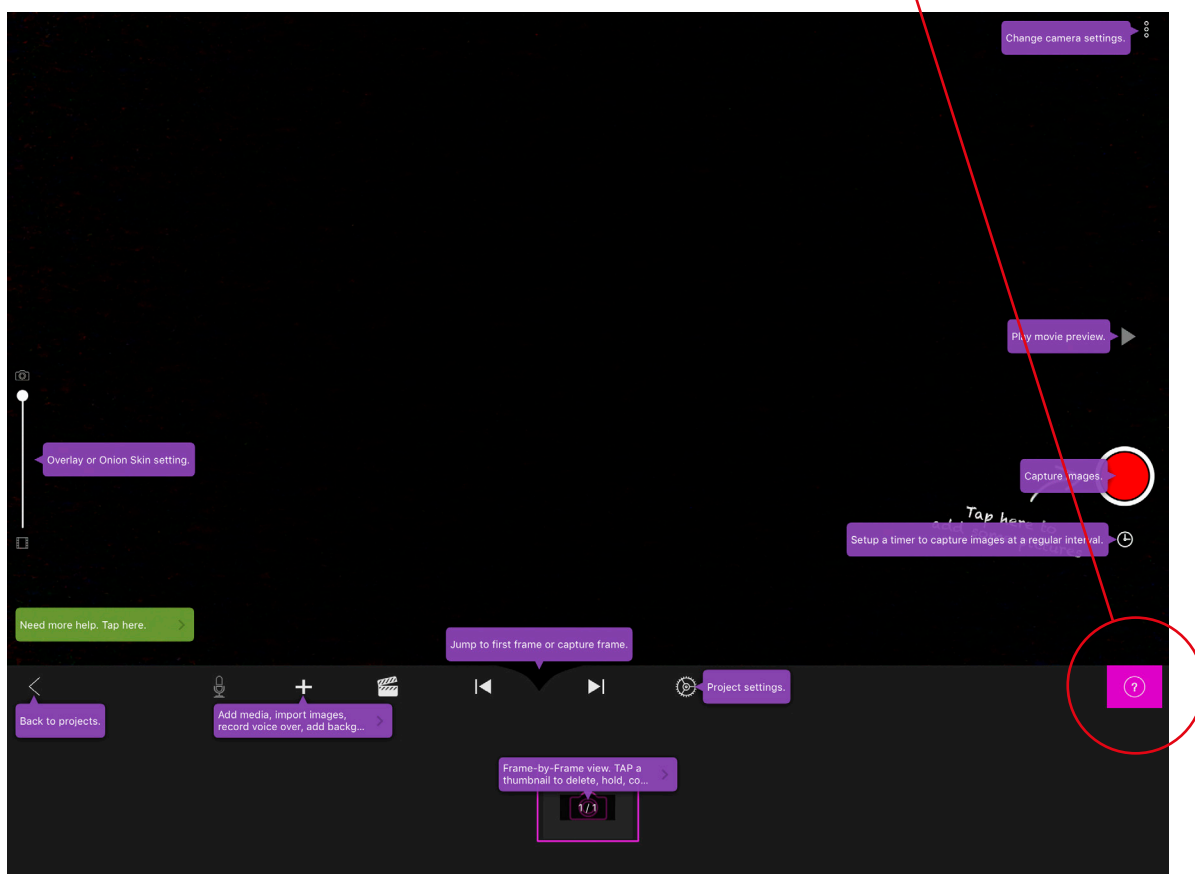 Change camera settings.
Play movie preview.
Overlay or Onion Skin setting.
Capture images.
Tap here to
add
pictures
Setup a timer to capture images at a regular interval.
Need more help. Tap here.
Jump to first frame or capture frame.
Project settings.
?
Back to projects.
Add media, import images,
record voice over, add backg...
Frame-by-Frame view. TAP a
thumbnail to delete, hold, co...
1/1